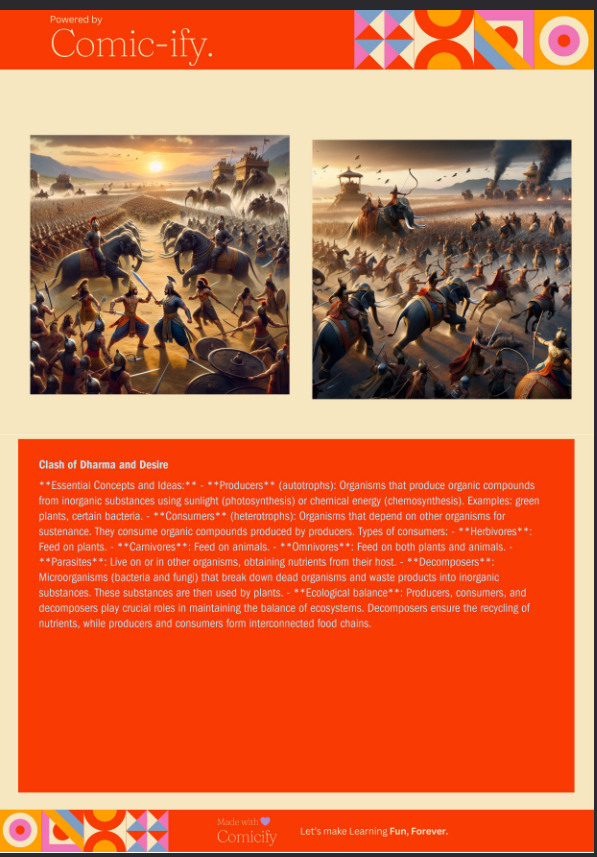 Powered by
Comic-ify.
Clash of Dharma and Desire
**Essential Concepts and Ideas:** - **Producers** (autotrophs): Organisms that produce organic compounds
from inorganic substances using sunlight (photosynthesis) or chemical energy (chemosynthesis). Examples: green
plants, certain bacteria. - **Consumers** (heterotrophs): Organisms that depend on other organisms for
sustenance. They consume organic compounds produced by producers. Types of consumers: - **Herbivores**:
Feed on plants. - **Carnivores**: Feed on animals. - **Omnivores**: Feed on both plants and animals. -
**Parasites**: Live on or in other organisms, obtaining nutrients from their host. - **Decomposers**:
Microorganisms (bacteria and fungi) that break down dead organisms and waste products into inorganic
substances. These substances are then used by plants. - **Ecological balance**: Producers, consumers, and
decomposers play crucial roles in maintaining the balance of ecosystems. Decomposers ensure the recycling of
nutrients, while producers and consumers form interconnected food chains.
Made with 💜
Comicify
Let's make Learning Fun, Forever.